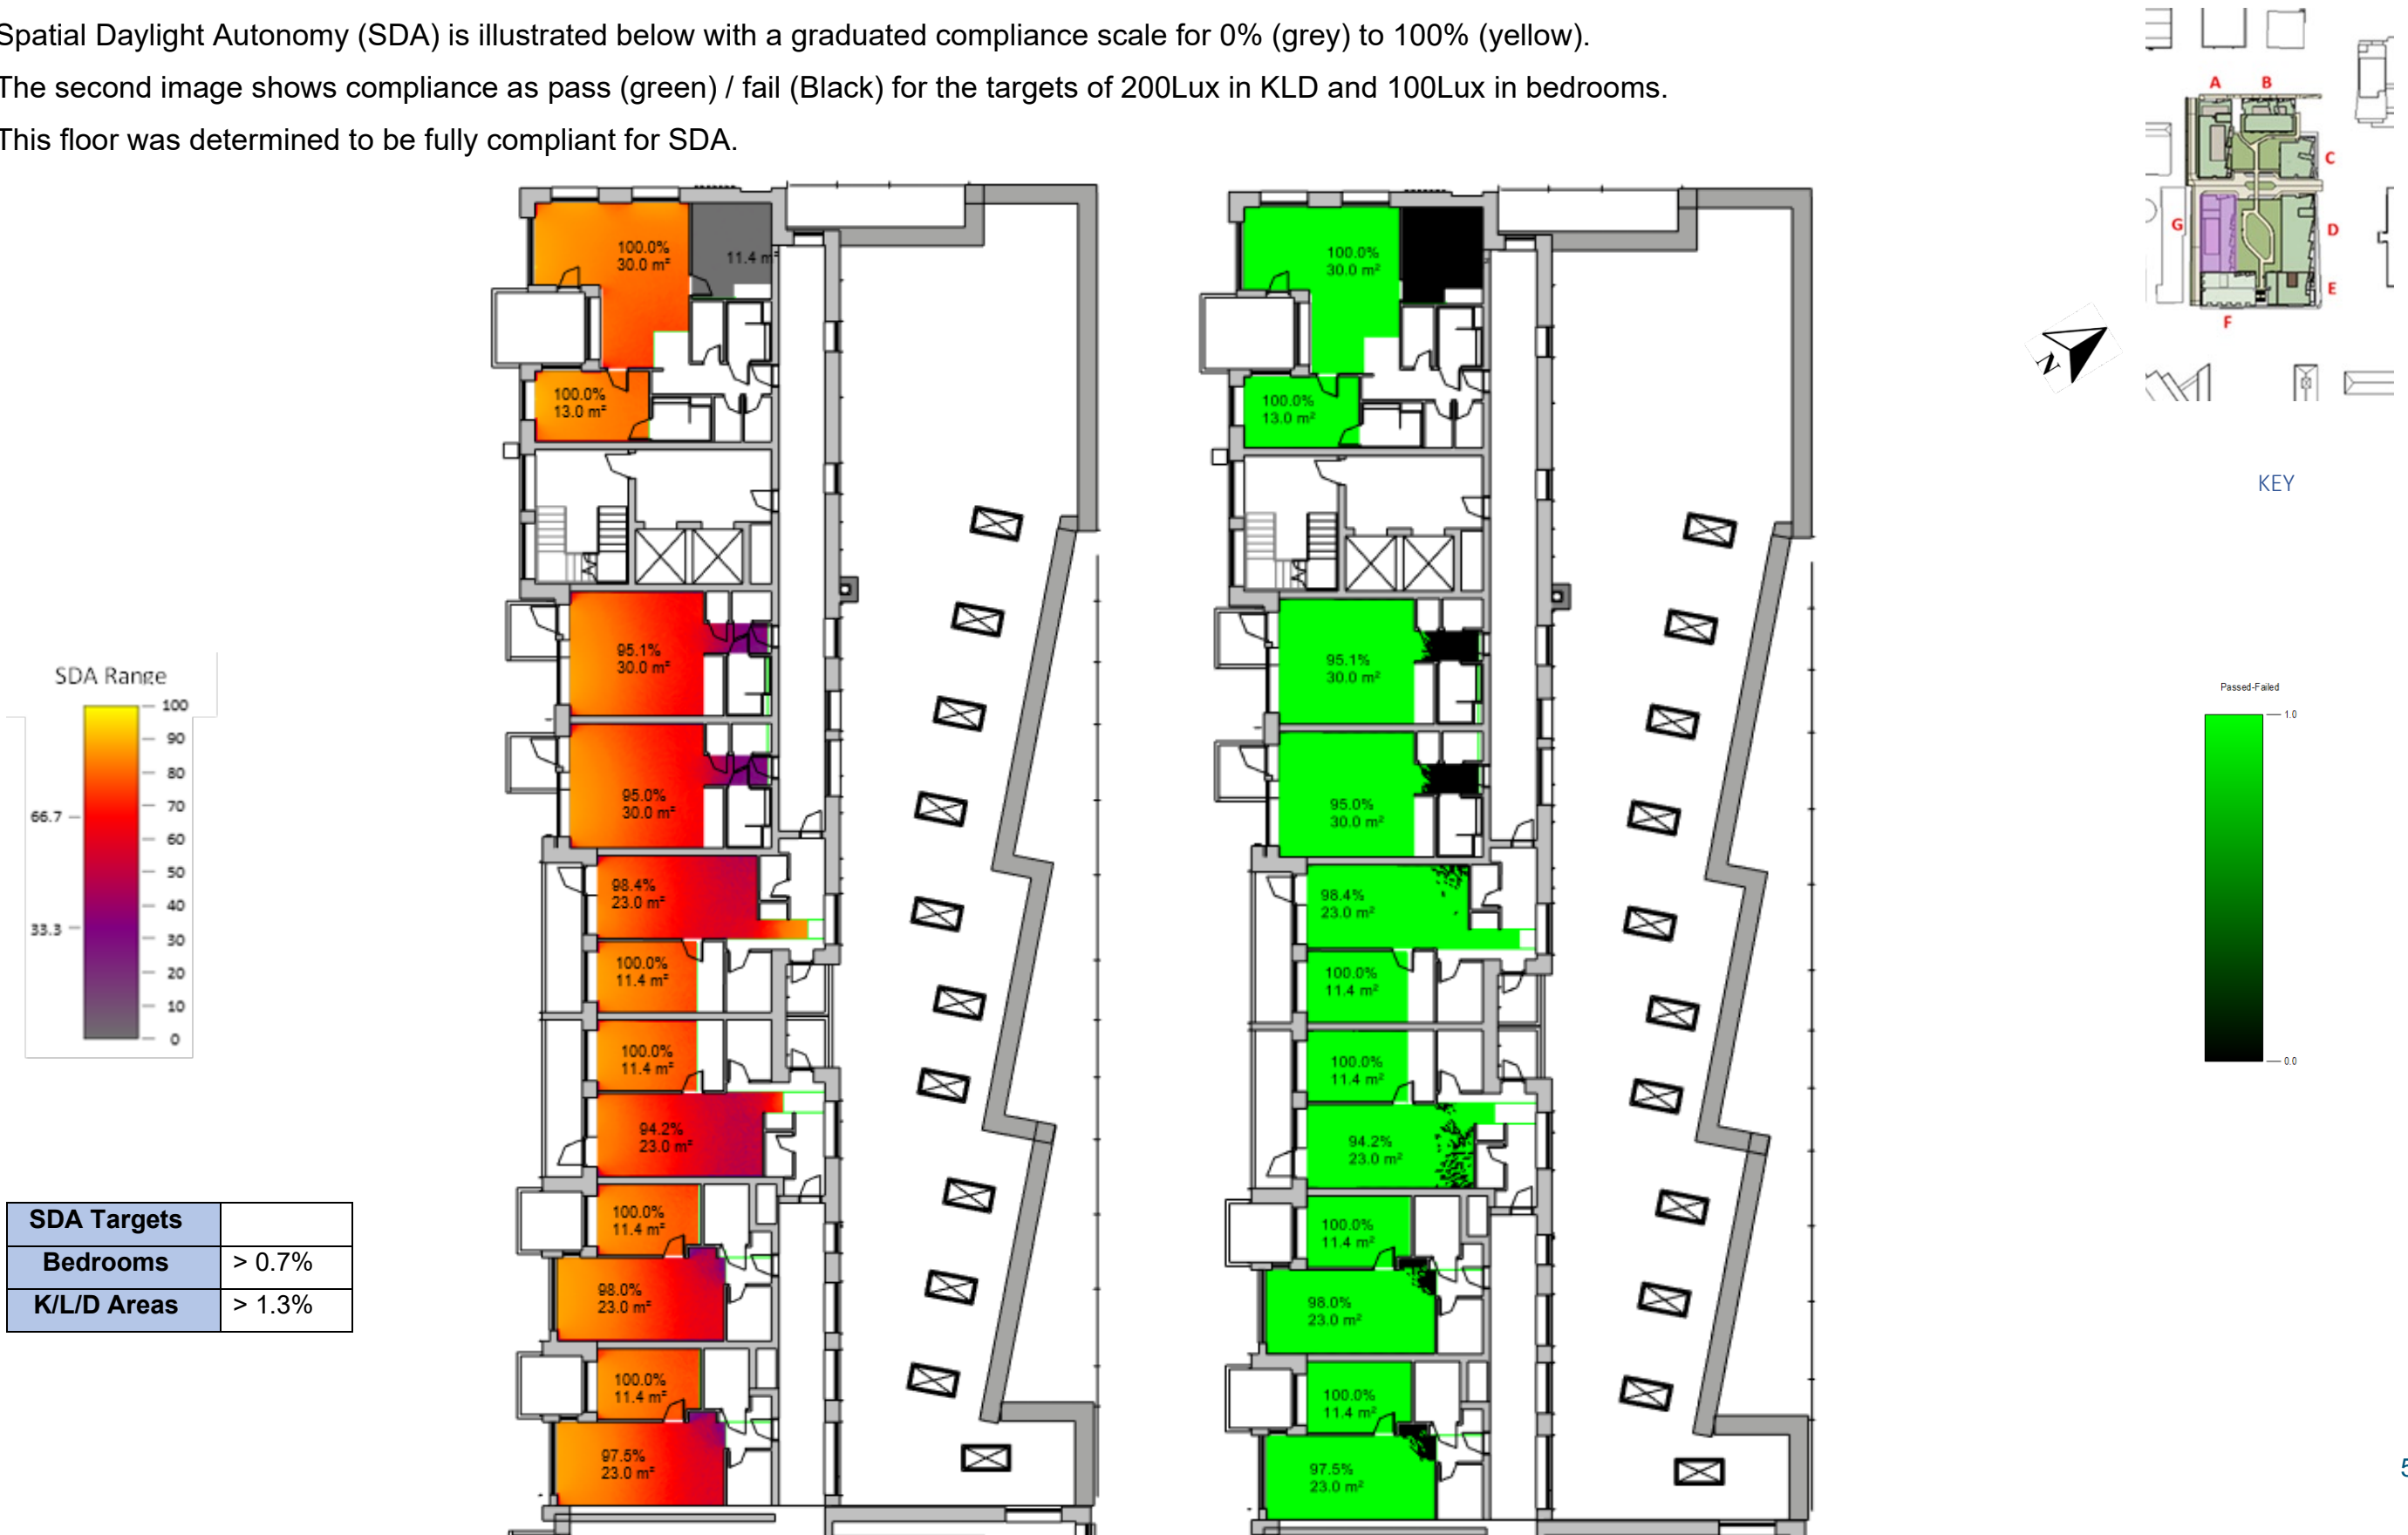 Spatial Daylight Autonomy (SDA) is illustrated below with a graduated compliance scale for 0% (grey) to 100% (yellow).
The second image shows compliance as pass (green) / fail (Black) for the targets of 200Lux in KLD and 100Lux in bedrooms.
This floor was determined to be fully compliant for SDA.
A B
C
G D
E
F
N
KEY
100.0%
30.0 m²
11.4 m²
100.0%
13.0 m²
95.1%
30.0 m²
95.0%
30.0 m²
98.4%
23.0 m²
100.0%
11.4 m²
100.0%
11.4 m²
94.2%
23.0 m²
100.0%
11.4 m²
98.0%
23.0 m²
100.0%
11.4 m²
97.5%
23.0 m²
100.0%
30.0 m²
100.0%
13.0 m²
95.1%
30.0 m²
95.0%
30.0 m²
98.4%
23.0 m²
100.0%
11.4 m²
100.0%
11.4 m²
94.2%
23.0 m²
100.0%
11.4 m²
98.0%
23.0 m²
100.0%
11.4 m²
97.5%
23.0 m²
SDA Range
100
90
80
70
66.7
60
50
40
33.3
30
20
10
0
Passed-Failed
1.0
0.0
SDA Targets
Bedrooms > 0.7%
K/L/D Areas > 1.3%
5